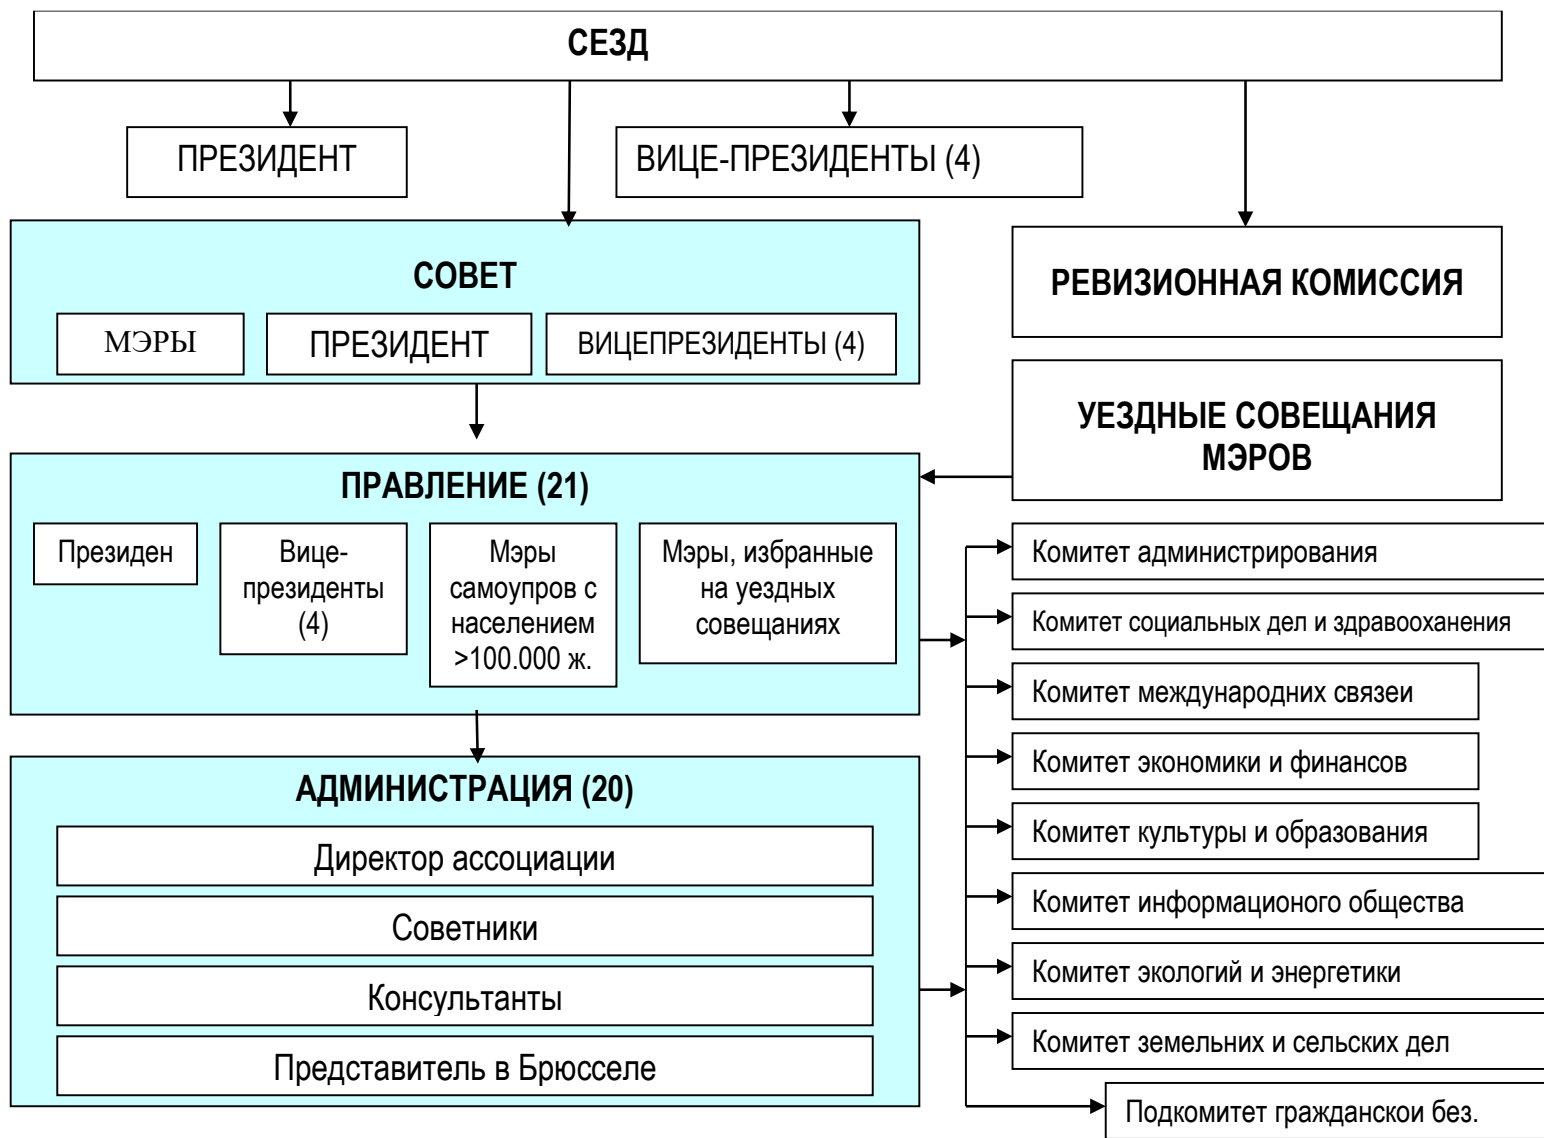 СЕЗД
ПРЕЗИДЕНТ
ВИЦЕ-ПРЕЗИДЕНТЫ (4)
СОВЕТ
МЭРЫ
ПРЕЗИДЕНТ
ВИЦЕПРЕЗИДЕНТЫ (4)
РЕВИЗИОННАЯ КОМИССИЯ
УЕЗДНЫЕ СОВЕЩАНИЯ
МЭРОВ
ПРАВЛЕНИЕ (21)
Президен
Вице-
президенты
(4)
Мэры
самоупров с
населением
>100.000 ж.
Мэры, избранные
на уездных
совещаниях
АДМИНИСТРАЦИЯ (20)
Директор ассоциации
Советники
Консультанты
Представитель в Брюсселе
Комитет администрирования
Комитет социальных дел и здравооханения
Комитет международних связеи
Комитет экономики и финансов
Комитет культуры и образования
Комитет информационого общества
Комитет экологий и энергетики
Комитет земельних и сельских дел
Подкомитет гражданскои без.